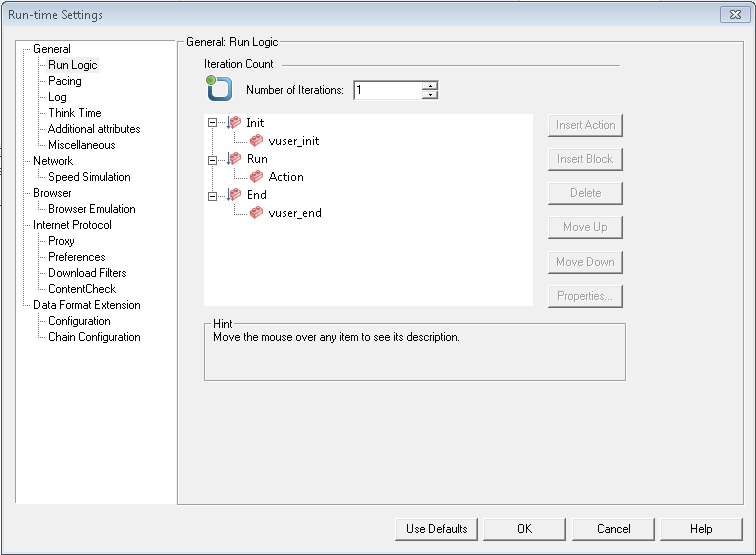 Run-time Settings
General
Run Logic
Pacing
Log
Think Time
Additional attributes
Miscellaneous
Network
Speed Simulation
Browser
Browser Emulation
Internet Protocol
Proxy
Preferences
Download Filters
ContentCheck
Data Format Extension
Configuration
Chain Configuration
General: Run Logic
Iteration Count
Number of Iterations: 1
Init
vuser_init
Run
Action
End
vuser_end
Insert Action
Insert Block
Delete
Move Up
Move Down
Properties...
Hint
Move the mouse over any item to see its description.
Use Defaults
OK
Cancel
Help